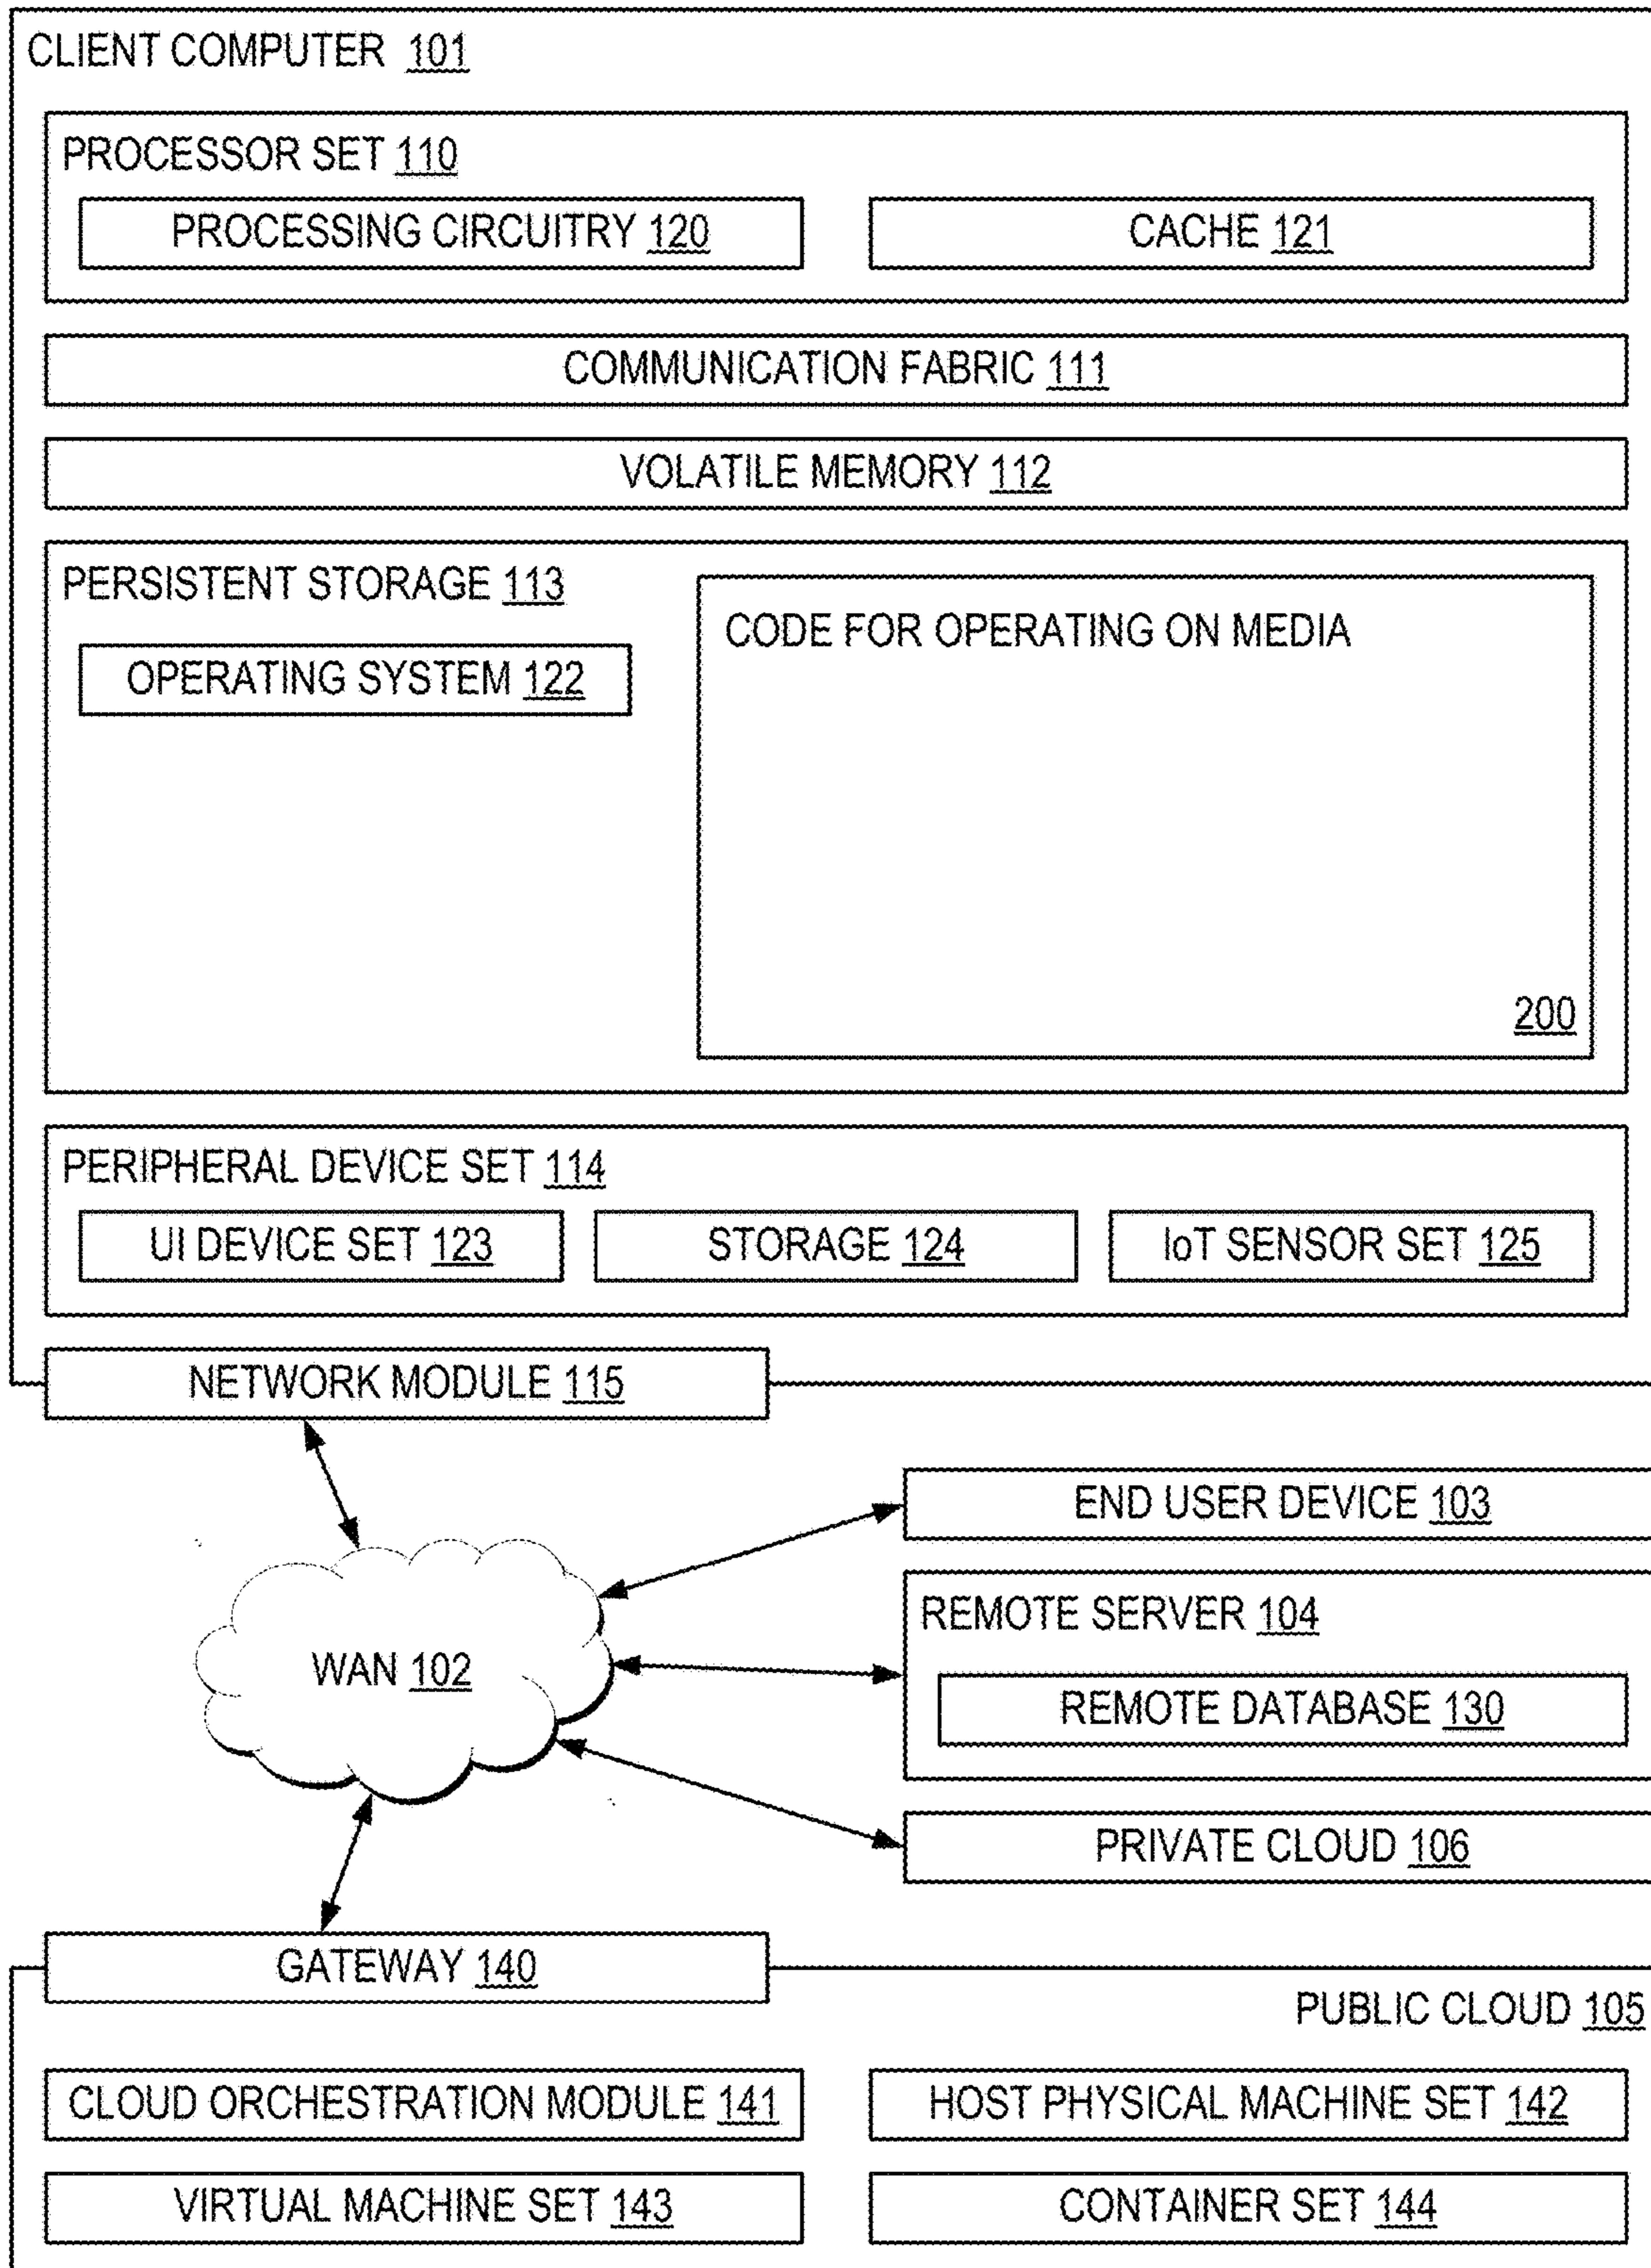 CLIENT COMPUTER 101
PROCESSOR SET 110
PROCESSING CIRCUITRY 120
CACHE 121
COMMUNICATION FABRIC 111
VOLATILE MEMORY 112
PERSISTENT STORAGE 113
OPERATING SYSTEM 122
CODE FOR OPERATING ON MEDIA
200
PERIPHERAL DEVICE SET 114
UI DEVICE SET 123
STORAGE 124
IoT SENSOR SET 125
NETWORK MODULE 115
END USER DEVICE 103
REMOTE SERVER 104
WAN 102
REMOTE DATABASE 130
PRIVATE CLOUD 106
GATEWAY 140
PUBLIC CLOUD 105
CLOUD ORCHESTRATION MODULE 141
HOST PHYSICAL MACHINE SET 142
VIRTUAL MACHINE SET 143
CONTAINER SET 144